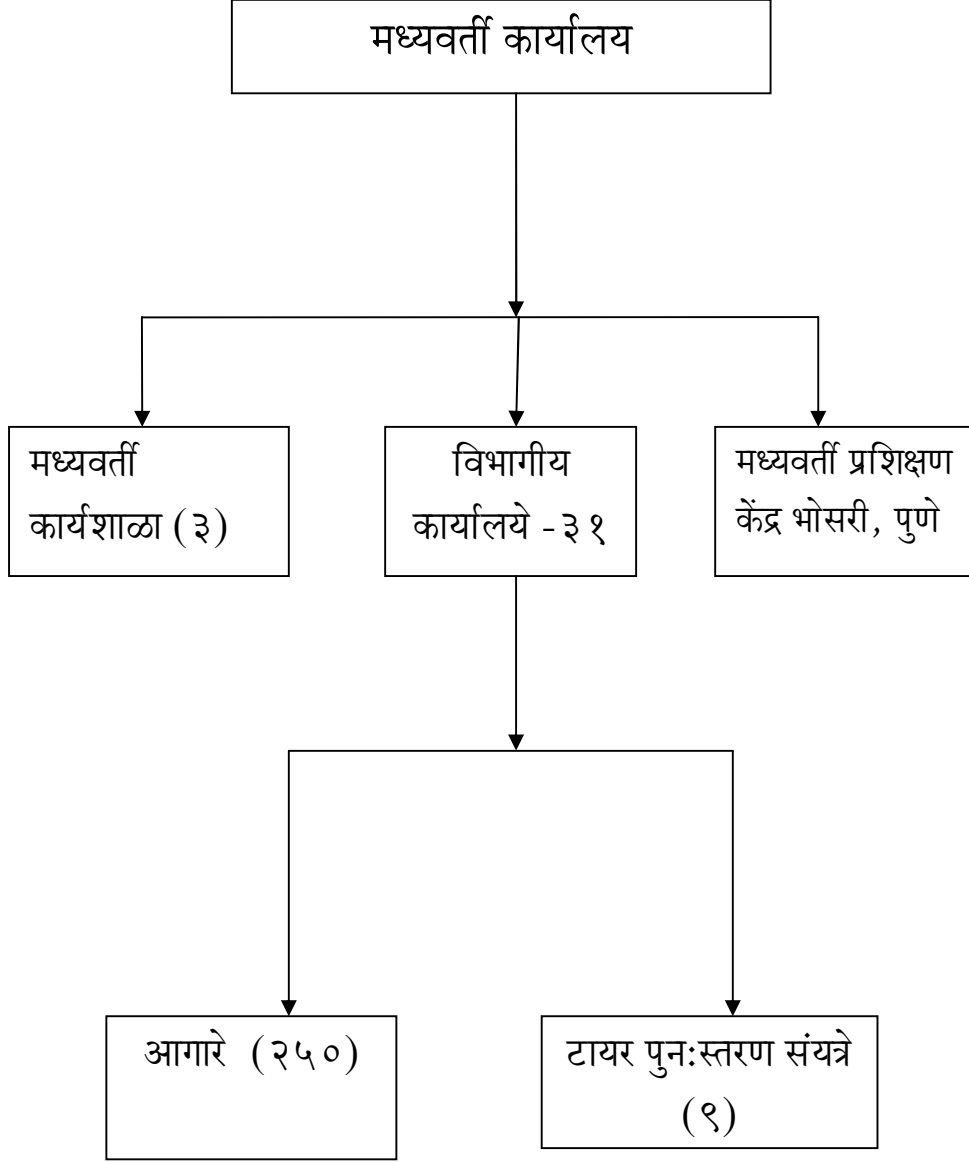 मध्यवर्ती कार्यालय
मध्यवर्ती
कार्यशाळा (३)
विभागीय
कार्यालये -३१
मध्यवर्ती प्रशिक्षण
केंद्र भोसरी, पुणे
आगारे (२५०)
टायर पुनःस्तरण संयत्रे
(९)